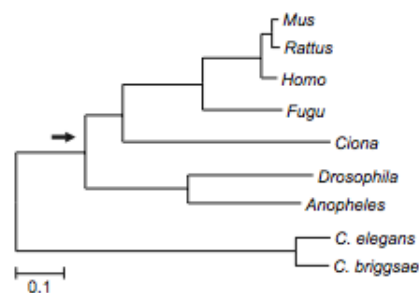 Mus
Rattus
Homo
Fugu
Ciona
Drosophila
Anopheles
C. elegans
C. briggsae
0.1